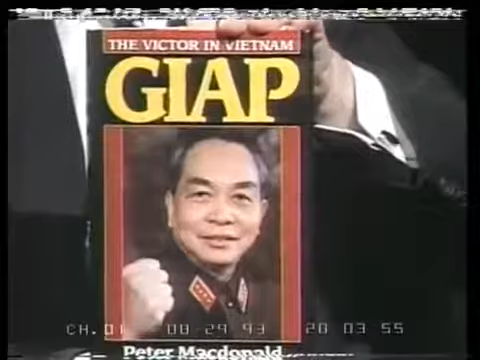 THE VICTOR IN VIETNAM
GIAP
CH.01 08-29 93 20 03 55
Peter Macdonald